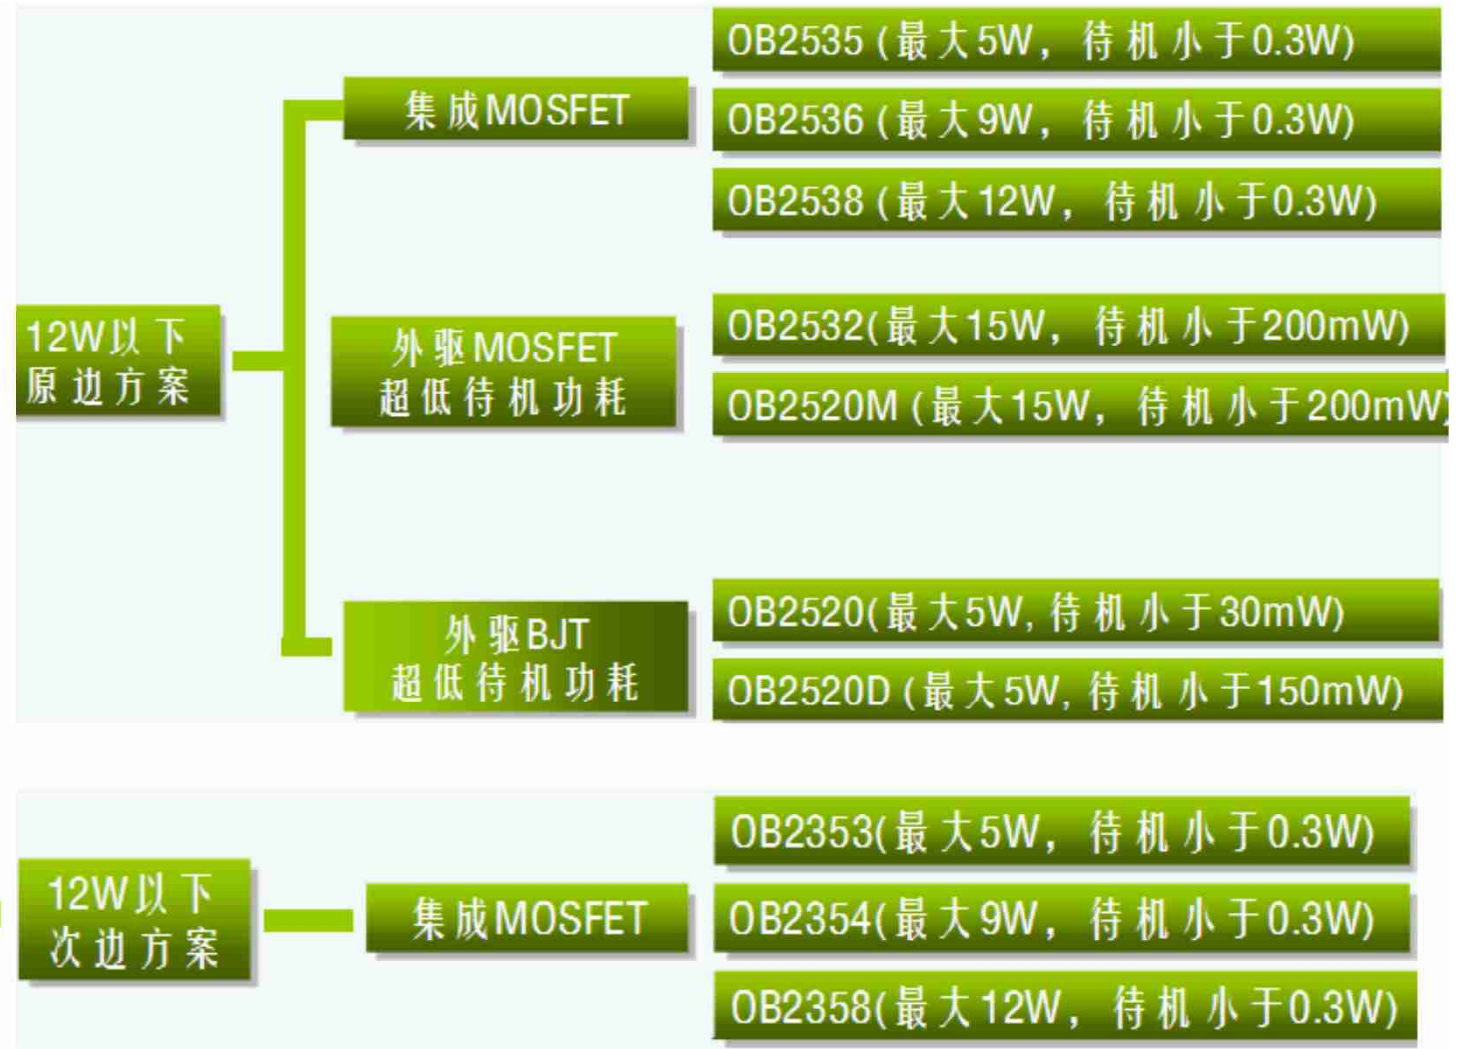 12W以下
原边方案
集成MOSFET
OB2535 (最大5W，待机小于0.3W)
OB2536 (最大9W，待机小于0.3W)
OB2538 (最大12W，待机小于0.3W)
外驱MOSFET
超低待机功耗
OB2532(最大15W，待机小于200mW)
OB2520M (最大15W，待机小于200mW)
外驱BJT
超低待机功耗
OB2520(最大5W,待机小于30mW)
OB2520D (最大5W,待机小于150mW)
12W以下
次边方案
集成MOSFET
OB2353(最大5W，待机小于0.3W)
OB2354(最大9W，待机小于0.3W)
OB2358(最大12W，待机小于0.3W)